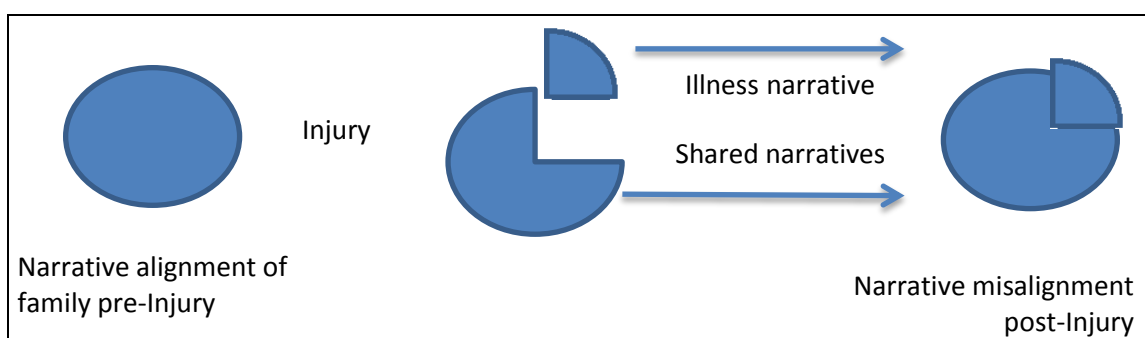 Injury
Illness narrative
Shared narratives
Narrative alignment of
family pre-Injury
Narrative misalignment
post-Injury